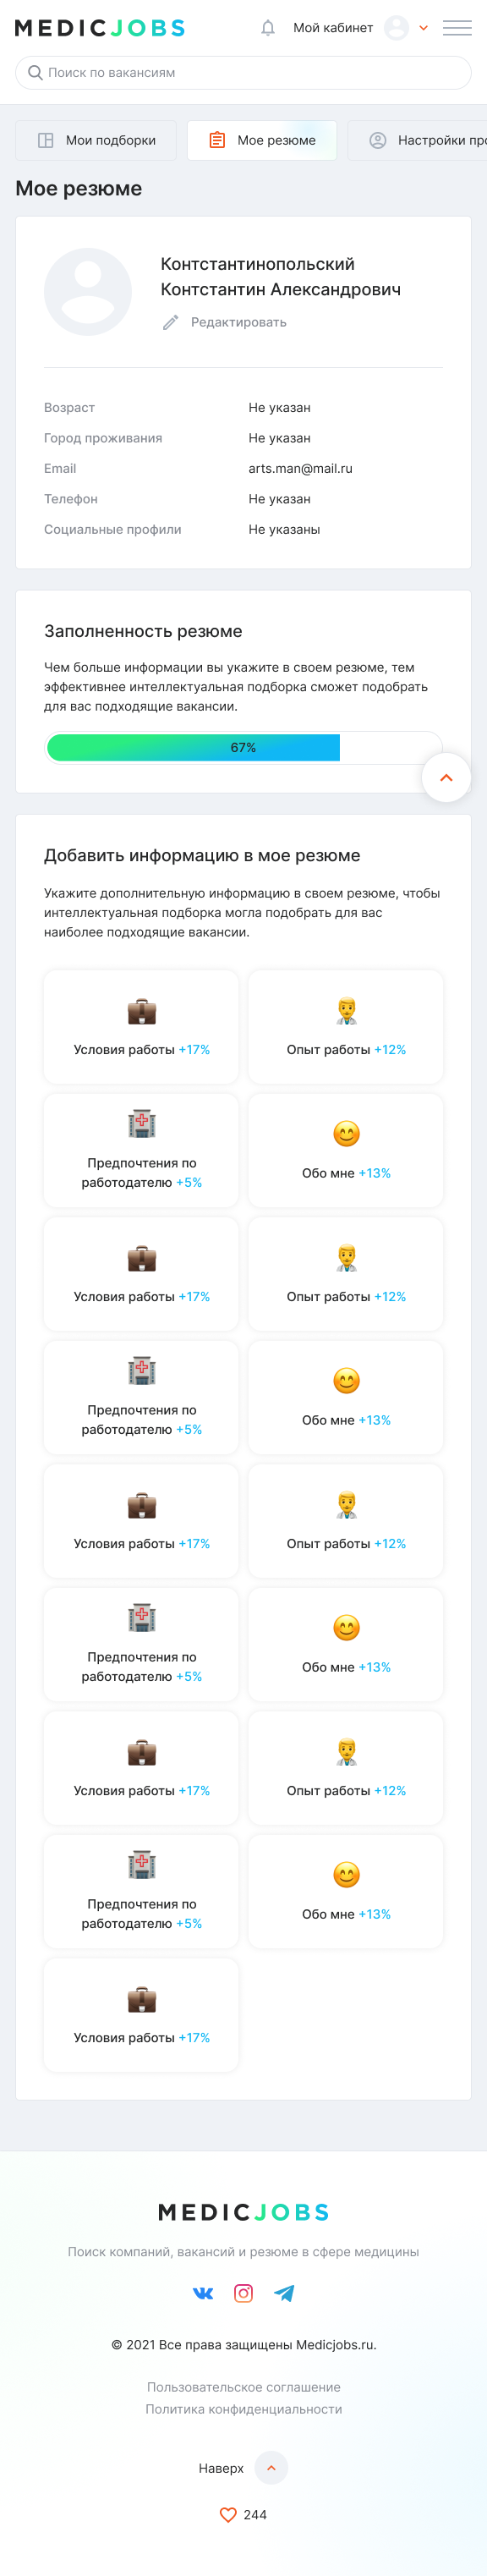 MEDICJOBS
Мой кабинет
Поиск по вакансиям
Мои подборки
Мое резюме
Настройки про
Мое резюме
Контстантинопольский
Контстантин Александрович
Редактировать
Возраст
Не указан
Город проживания
Не указан
Email
arts.man@mail.ru
Телефон
Не указан
Социальные профили
Не указаны
Заполненность резюме
Чем больше информации вы укажите в своем резюме, тем
эффективнее интеллектуальная подборка сможет подобрать
для вас подходящие вакансии.
67%
Добавить информацию в мое резюме
Укажите дополнительную информацию в своем резюме, чтобы
интеллектуальная подборка могла подобрать для вас
наиболее подходящие вакансии.
Условия работы +17%
Опыт работы +12%
Предпочтения по
работодателю +5%
Обо мне +13%
Условия работы +17%
Опыт работы +12%
Предпочтения по
работодателю +5%
Обо мне +13%
Условия работы +17%
Опыт работы +12%
Предпочтения по
работодателю +5%
Обо мне +13%
Условия работы +17%
Опыт работы +12%
Предпочтения по
работодателю +5%
Обо мне +13%
Условия работы +17%
MEDICJOBS
Поиск компаний, вакансий и резюме в сфере медицины
© 2021 Все права защищены Medicjobs.ru.
Пользовательское соглашение
Политика конфиденциальности
Наверх
244